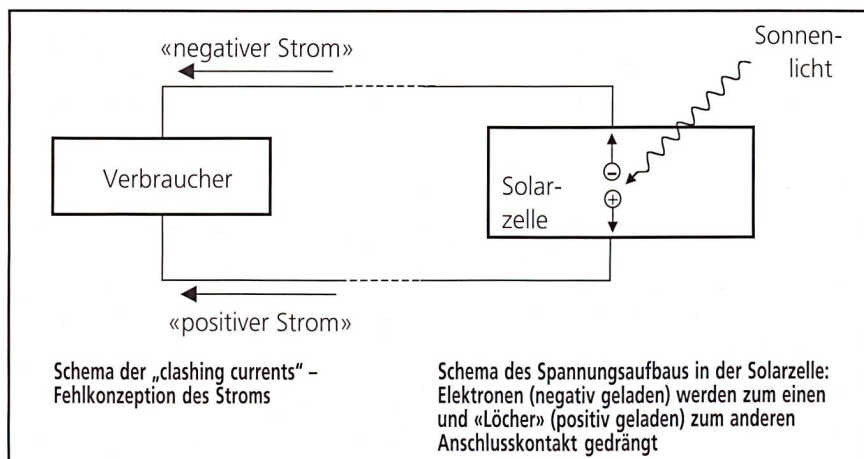 «negativer Strom»
Sonnen-
licht
Verbraucher
Solar-
zelle
«positiver Strom»
Schema der „clashing currents“ –
Fehlkonzeption des Stroms
Schema des Spannungsaufbaus in der Solarzelle:
Elektronen (negativ geladen) werden zum einen
und «Löcher» (positiv geladen) zum anderen
Anschlusskontakt gedrängt